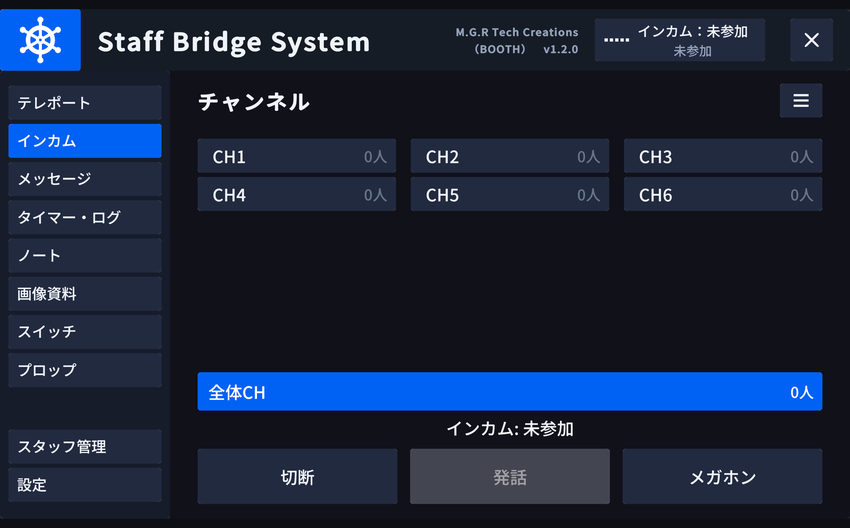 Staff Bridge System
M.G.R Tech Creations
（BOOTH） v1.2.0
インカム：未参加
未参加
テレポート
インカム
メッセージ
タイマー・ログ
ノート
画像資料
スイッチ
プロップ
スタッフ管理
設定
チャンネル
CH1 0人
CH2 0人
CH3 0人
CH4 0人
CH5 0人
CH6 0人
全体CH 0人
インカム: 未参加
切断
発話
メガホン